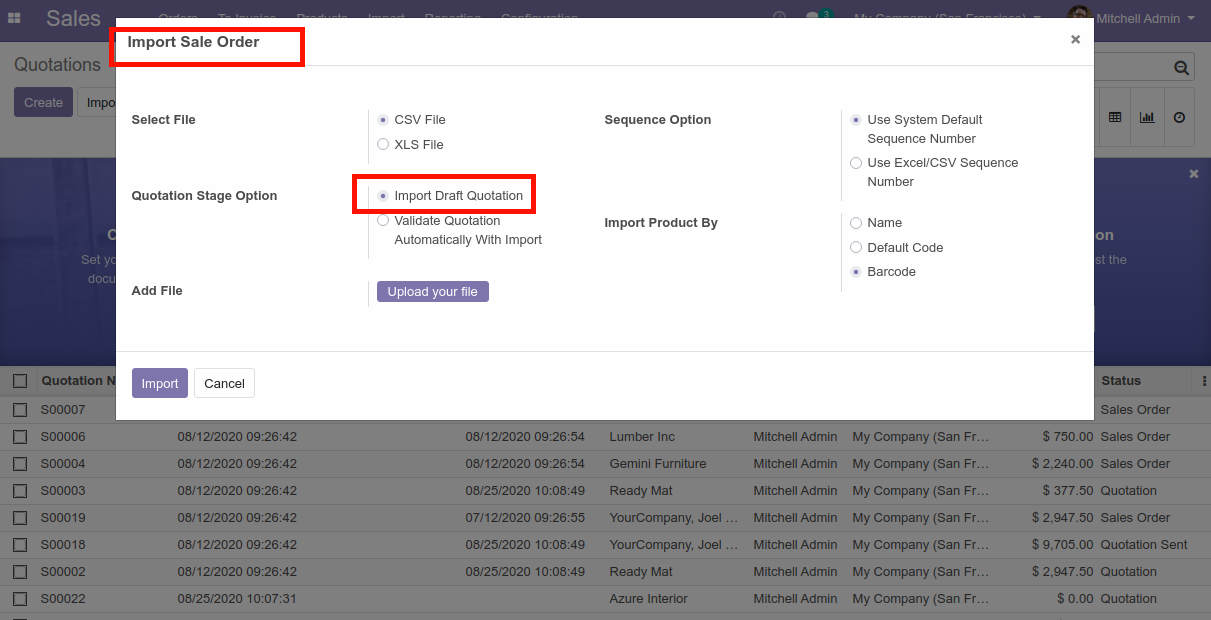 Sales Orders To Invoice Products Import Reporting Configuration 3 My Company (San Francisco) Mitchell Admin
Import Sale Order ×
Quotations
Create
Select File
CSV File
XLS File
Sequence Option
Use System Default
Sequence Number
Use Excel/CSV Sequence
Number
Quotation Stage Option
Import Draft Quotation
Validate Quotation
Automatically With Import
Import Product By
Name
Default Code
Barcode
Add File
Upload your file
Import Cancel
Status
S00007 Sales Order
S00006 08/12/2020 09:26:42 08/12/2020 09:26:54 Lumber Inc Mitchell Admin My Company (San Fr… $ 750.00 Sales Order
S00004 08/12/2020 09:26:42 08/12/2020 09:26:54 Gemini Furniture Mitchell Admin My Company (San Fr… $ 2,240.00 Sales Order
S00003 08/12/2020 09:26:42 08/25/2020 10:08:49 Ready Mat Mitchell Admin My Company (San Fr… $ 377.50 Quotation
S00019 08/12/2020 09:26:42 07/12/2020 09:26:55 YourCompany, Joel … Mitchell Admin My Company (San Fr… $ 2,947.50 Sales Order
S00018 08/12/2020 09:26:42 08/25/2020 10:08:49 YourCompany, Joel … Mitchell Admin My Company (San Fr… $ 9,705.00 Quotation Sent
S00002 08/12/2020 09:26:42 08/25/2020 10:08:49 Ready Mat Mitchell Admin My Company (San Fr… $ 2,947.50 Quotation
S00022 08/25/2020 10:07:31 Azure Interior Mitchell Admin My Company (San Fr… $ 0.00 Quotation